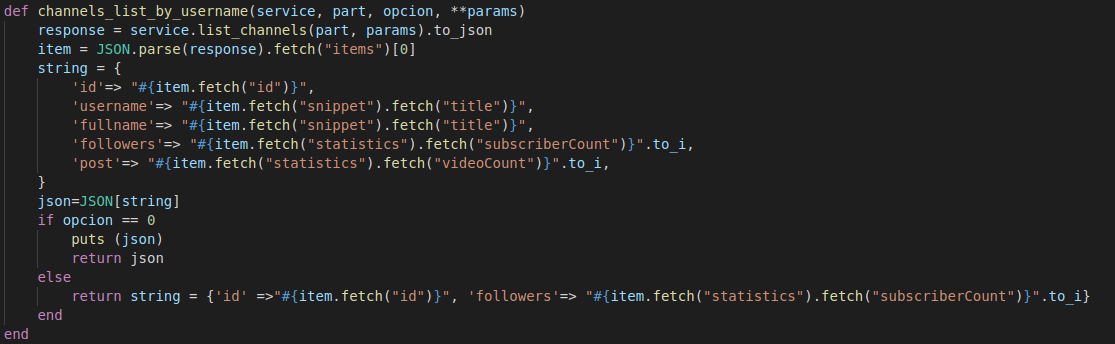 def channels_list_by_username(service, part, opcion, **params)
    response = service.list_channels(part, params).to_json
    item = JSON.parse(response).fetch("items")[0]
    string = {
        'id'=> "#{item.fetch("id")}",
        'username'=> "#{item.fetch("snippet").fetch("title")}",
        'fullname'=> "#{item.fetch("snippet").fetch("title")}",
        'followers'=> "#{item.fetch("statistics").fetch("subscriberCount")}".to_i,
        'post'=> "#{item.fetch("statistics").fetch("videoCount")}".to_i,
    }
    json=JSON[string]
    if opcion == 0
        puts (json)
        return json
    else
        return string = {'id' =>"#{item.fetch("id")}", 'followers'=> "#{item.fetch("statistics").fetch("subscriberCount")}".to_i}
    end
end